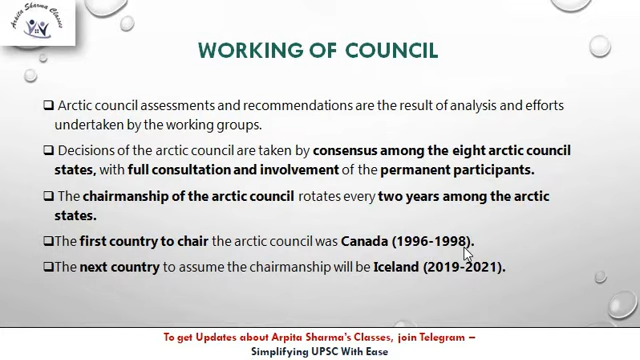 Arpita Sharma Classes
WORKING OF COUNCIL
Arctic council assessments and recommendations are the result of analysis and efforts
undertaken by the working groups.
Decisions of the arctic council are taken by consensus among the eight arctic council
states, with full consultation and involvement of the permanent participants.
The chairmanship of the arctic council rotates every two years among the arctic
states.
The first country to chair the arctic council was Canada (1996-1998).
The next country to assume the chairmanship will be Iceland (2019-2021).
To get Updates about Arpita Sharma's Classes, join Telegram –
Simplifying UPSC With Ease